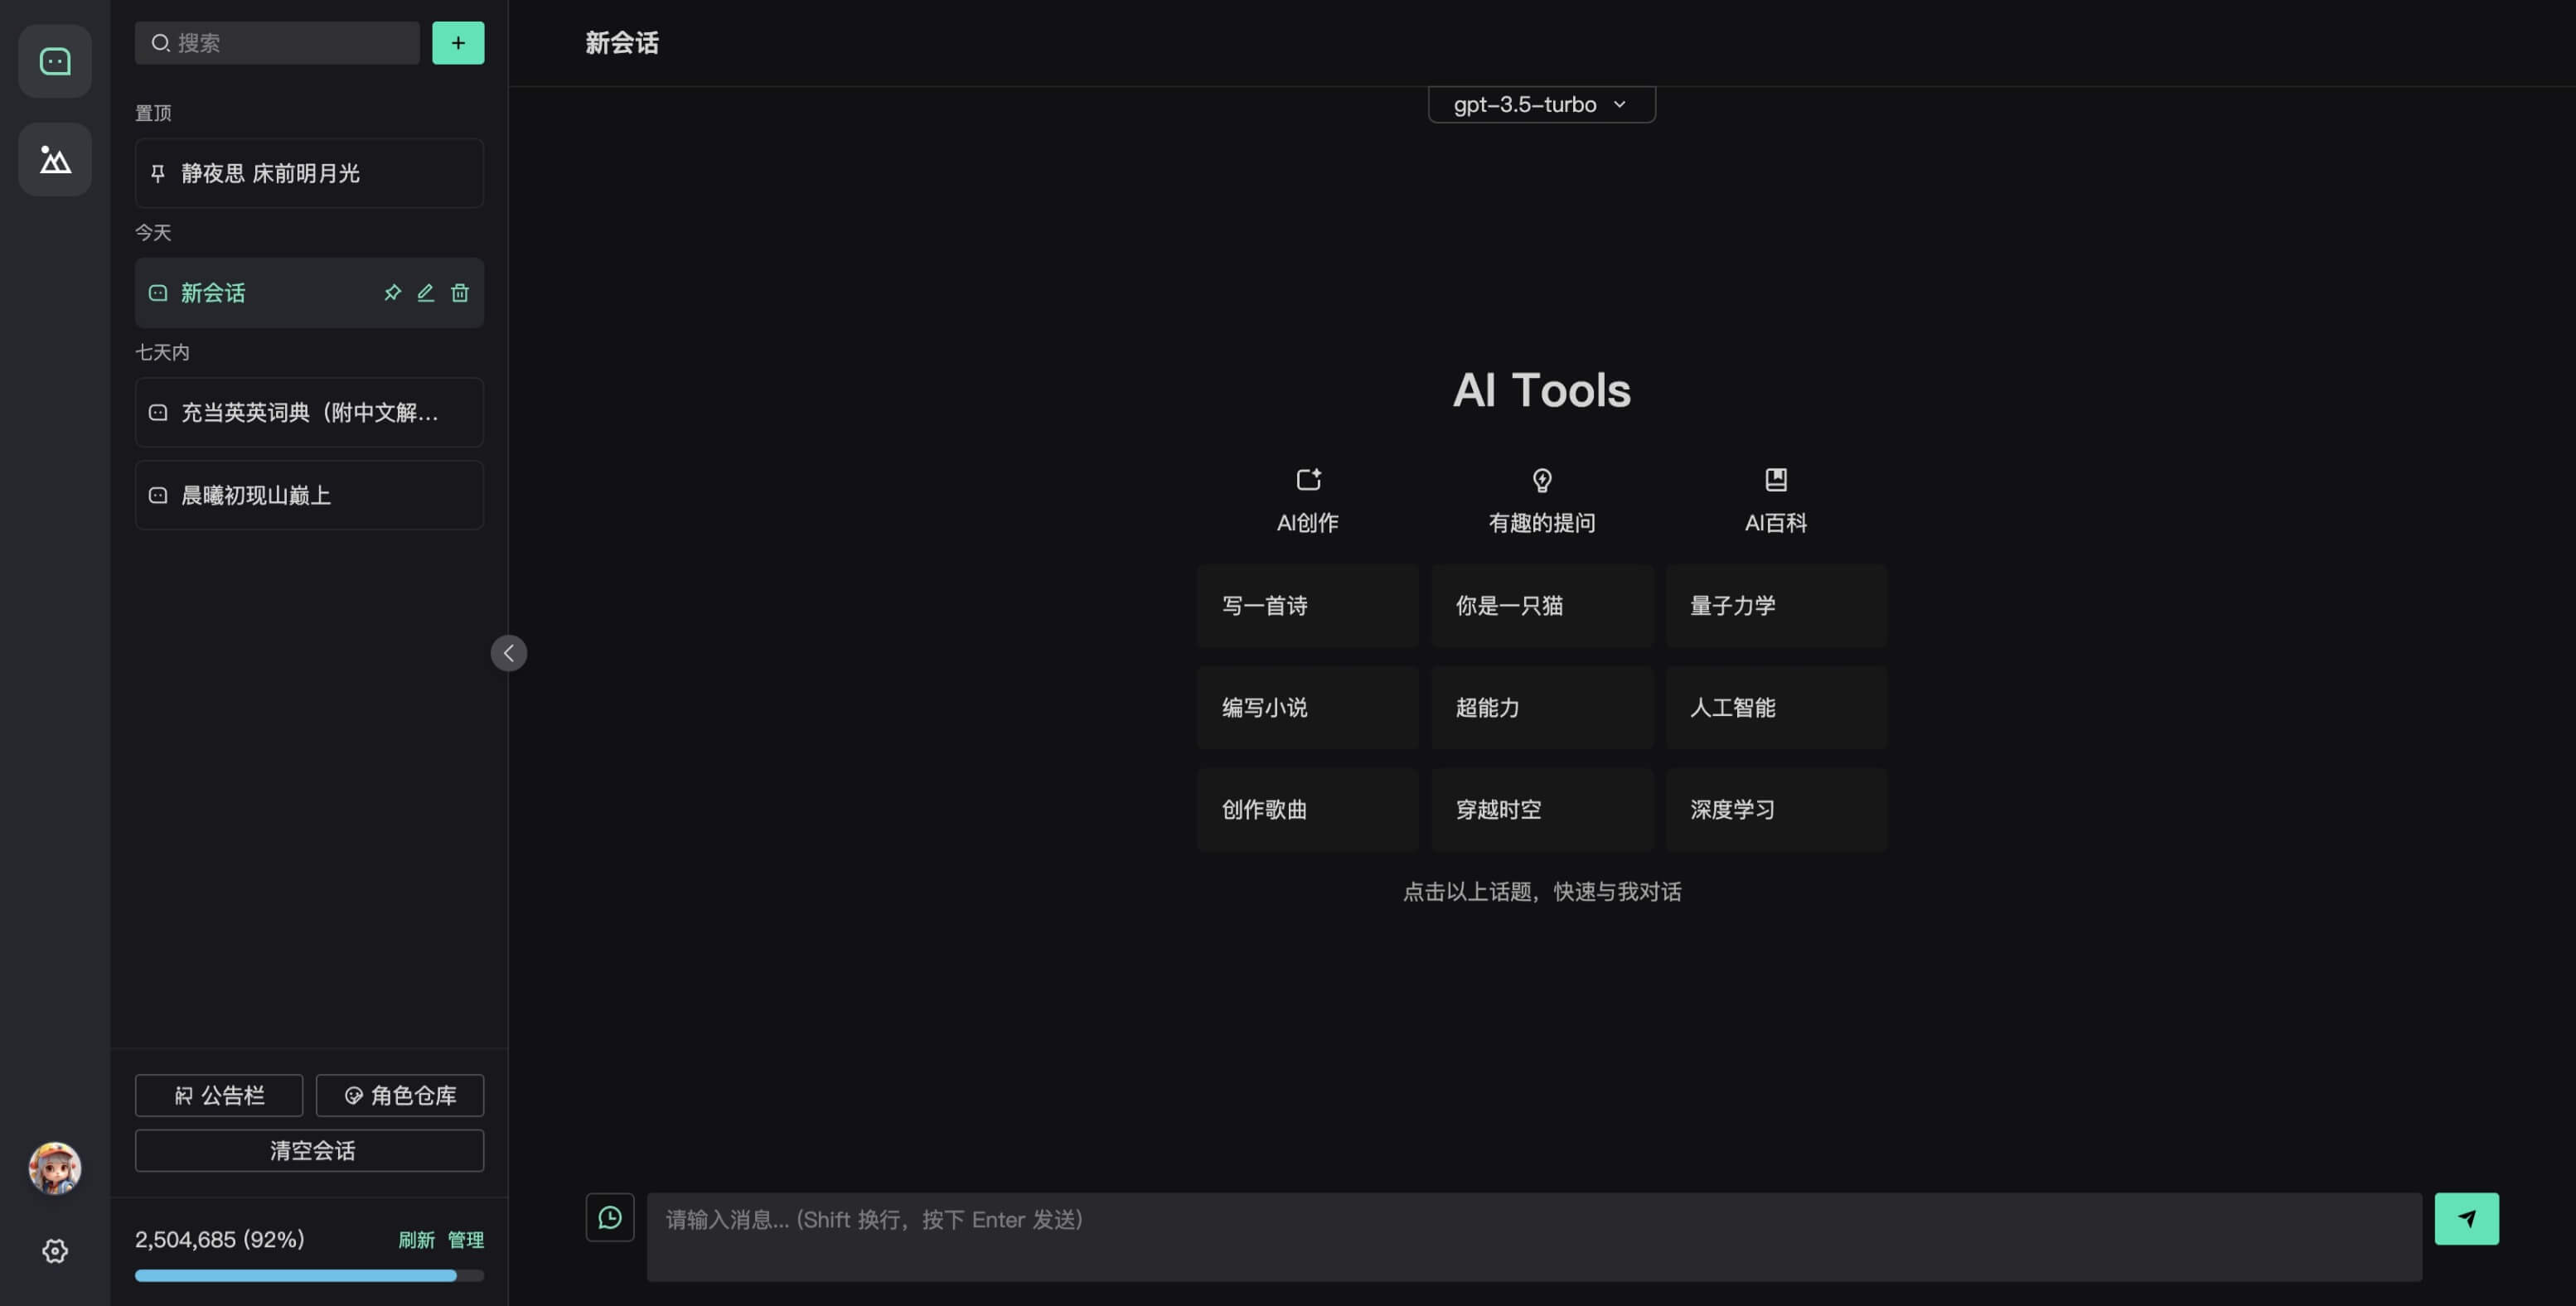 搜索
+
置顶
静夜思 床前明月光
今天
新会话
七天内
充当英英词典（附中文解...
晨曦初现山巅上
公告栏
角色仓库
清空会话
2,504,685 (92%)
刷新 管理
新会话
gpt-3.5-turbo
AI Tools
AI创作
有趣的提问
AI百科
写一首诗
你是一只猫
量子力学
编写小说
超能力
人工智能
创作歌曲
穿越时空
深度学习
点击以上话题，快速与我对话
请输入消息... (Shift 换行，按下 Enter 发送)